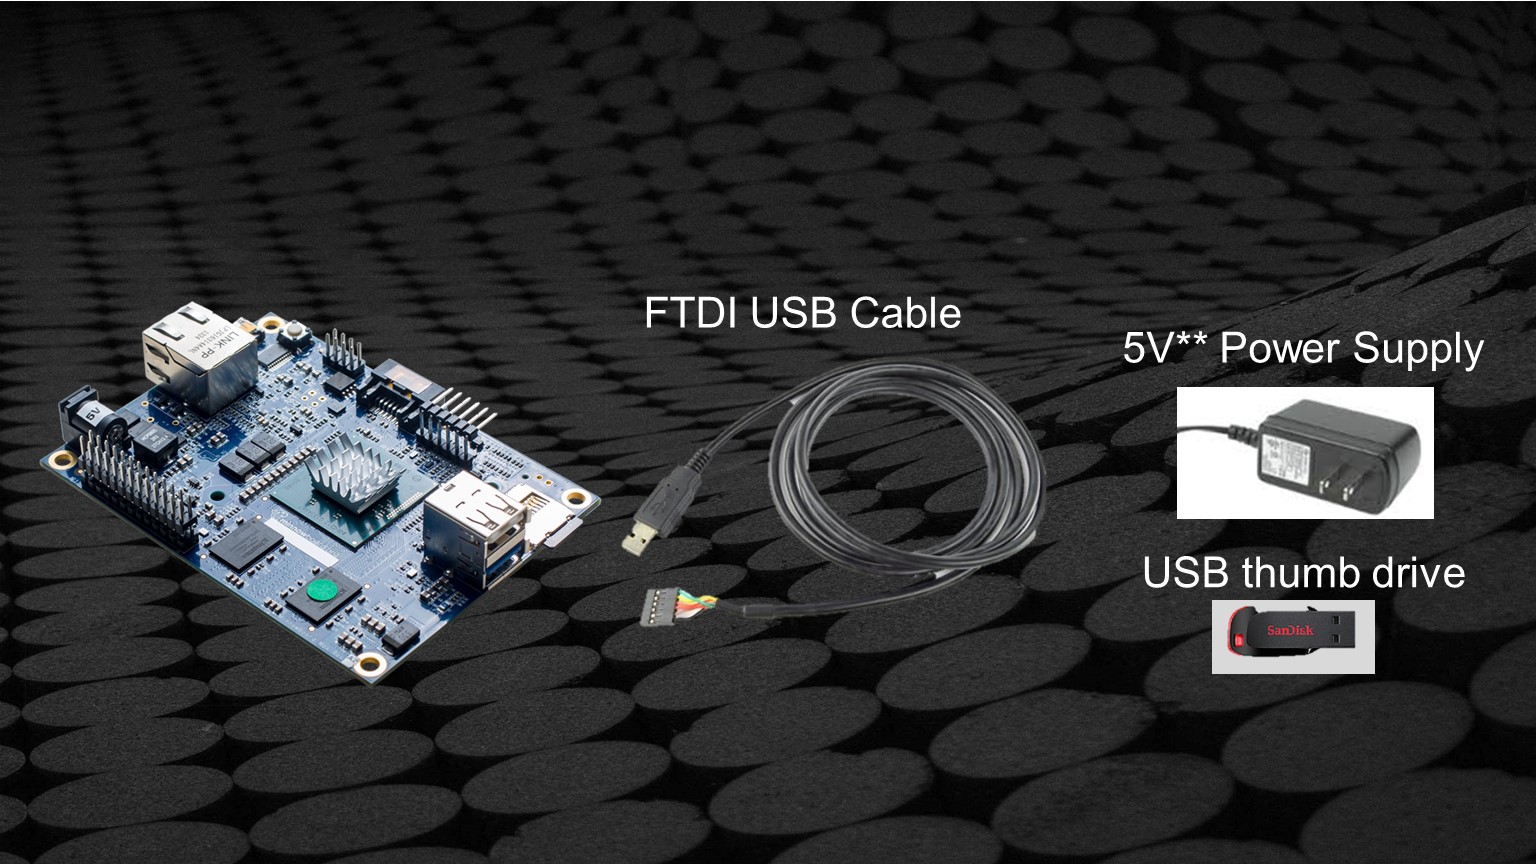 FTDI USB Cable
5V** Power Supply
USB thumb drive
SanDisk
LINK-PP
5V